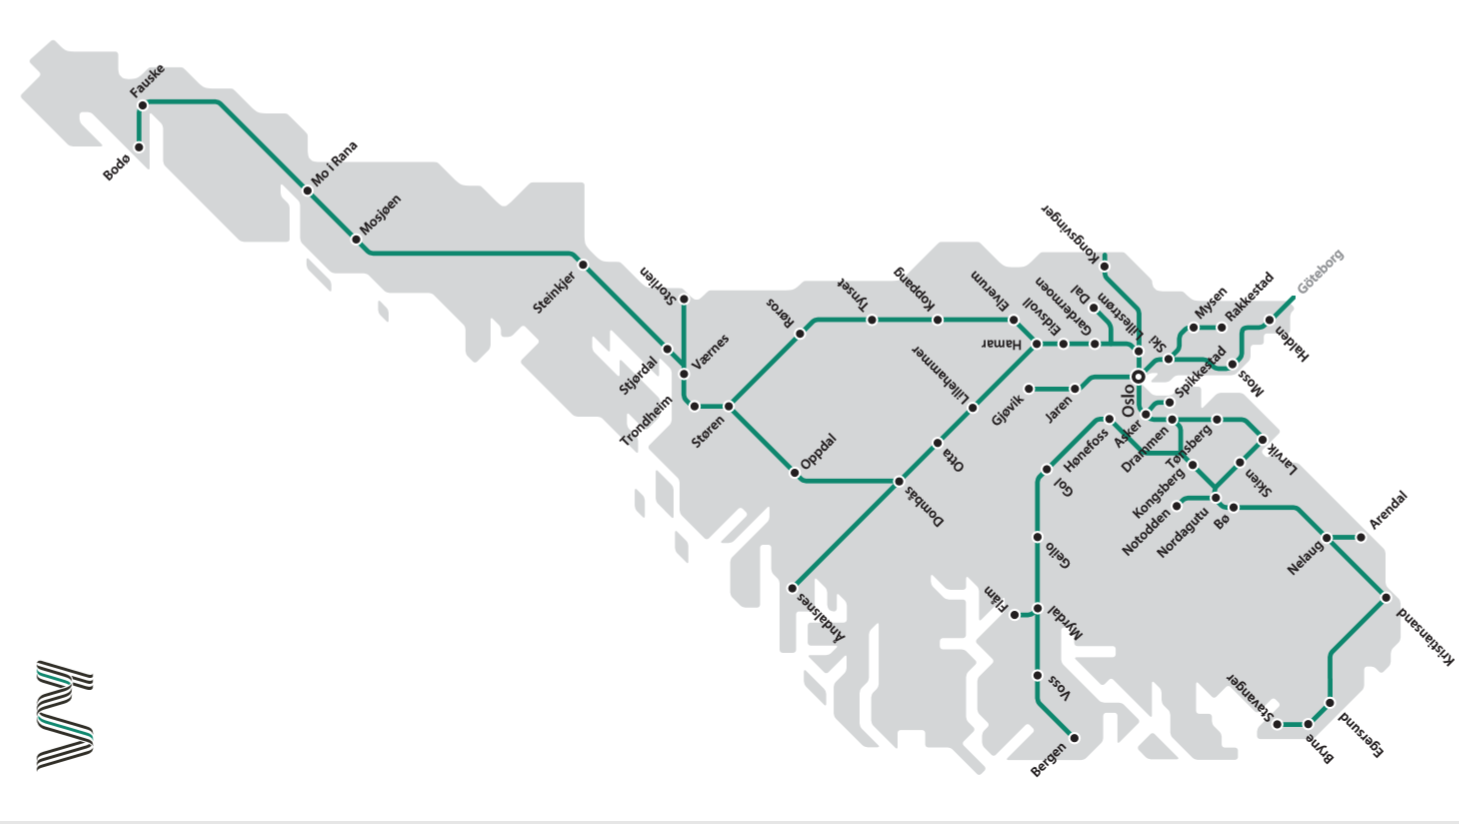 Fauske
Bodø
Mo i Rana
Mosjøen
Steinkjer
Storlien
Stjørdal
Værnes
Trondheim
Støren
Røros
Tynset
Koppang
Elverum
Hamar
Eidsvoll
Gardermoen
Dal
Lillestrøm
Kongsvinger
Ski
Mysen
Rakkestad
Göteborg
Halden
Moss
Oslo
Spikkestad
Gjøvik
Jaren
Lillehammer
Otta
Oppdal
Dombås
Åndalsnes
Asker
Drammen
Hønefoss
Tønsberg
Larvik
Skien
Kongsberg
Notodden
Nordagutu
Bø
Gol
Geilo
Flåm
Myrdal
Voss
Bergen
Nelaug
Arendal
Kristiansand
Egersund
Bryne
Stavanger